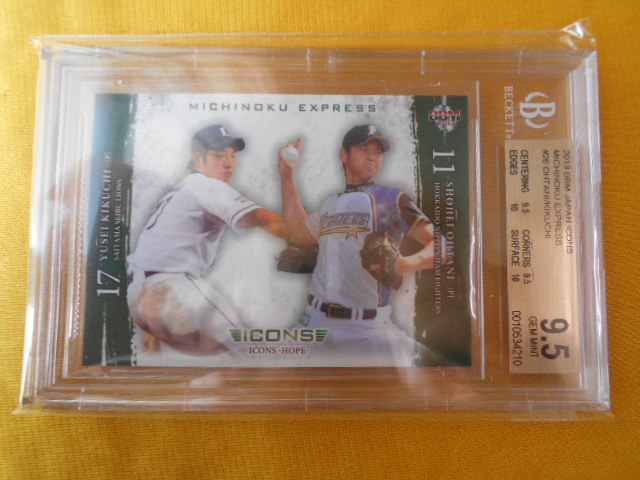 MICHINOKU EXPRESS
17 YUSEI KIKUCHI [P]
SAITAMA SEIBU LIONS
11 SHOHEI OHTANI [P]
HOKKAIDO NIPPON-HAM FIGHTERS
ICONS
ICONS -HOPE-
BECKETT
2013 BBM JAPAN ICONS
MICHINOKU EXPRESS
#26 OHTANI/KIKUCHI
CENTERING 9.5 CORNERS 9.5
EDGES 10 SURFACE 10
9.5
GEM MINT
0010534210